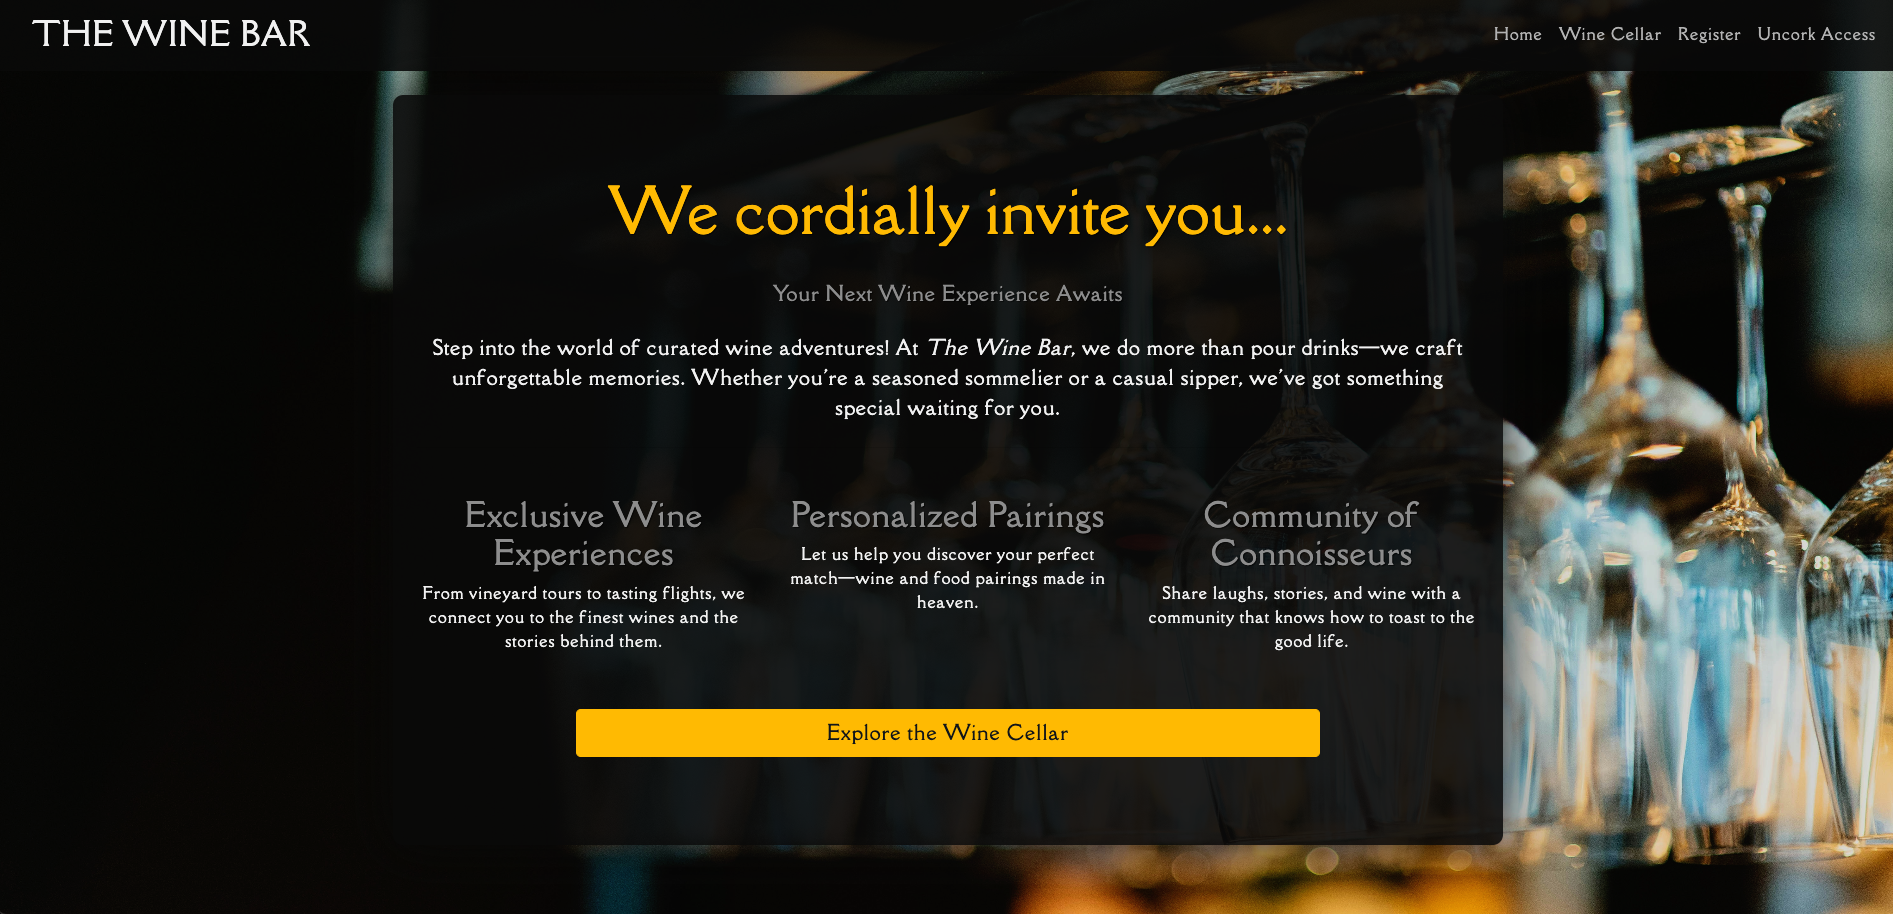 THE WINE BAR
Home Wine Cellar Register Uncork Access
We cordially invite you...
Your Next Wine Experience Awaits
Step into the world of curated wine adventures! At The Wine Bar, we do more than pour drinks—we craft
unforgettable memories. Whether you're a seasoned sommelier or a casual sipper, we've got something
special waiting for you.
Exclusive Wine
Experiences
From vineyard tours to tasting flights, we
connect you to the finest wines and the
stories behind them.
Personalized Pairings
Let us help you discover your perfect
match—wine and food pairings made in
heaven.
Community of
Connoisseurs
Share laughs, stories, and wine with a
community that knows how to toast to the
good life.
Explore the Wine Cellar